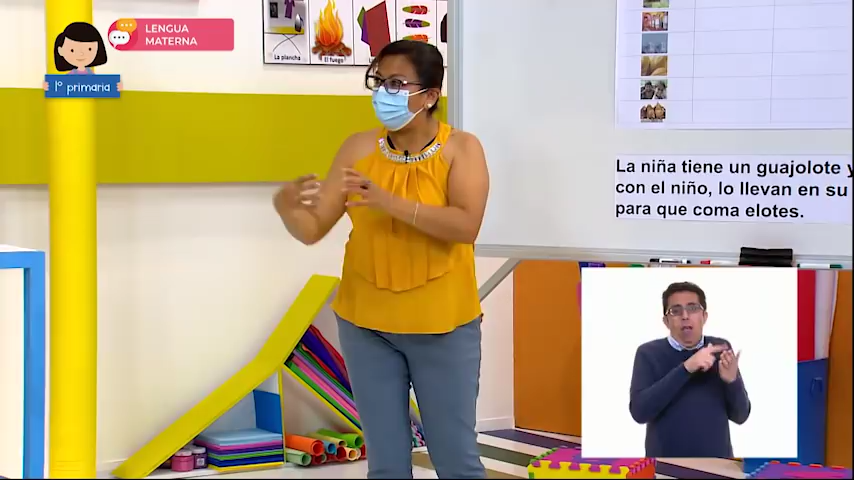 LENGUA
MATERNA
1° primaria
La plancha
El fuego
La niña tiene un guajolote y
con el niño, lo llevan en su
para que coma elotes.